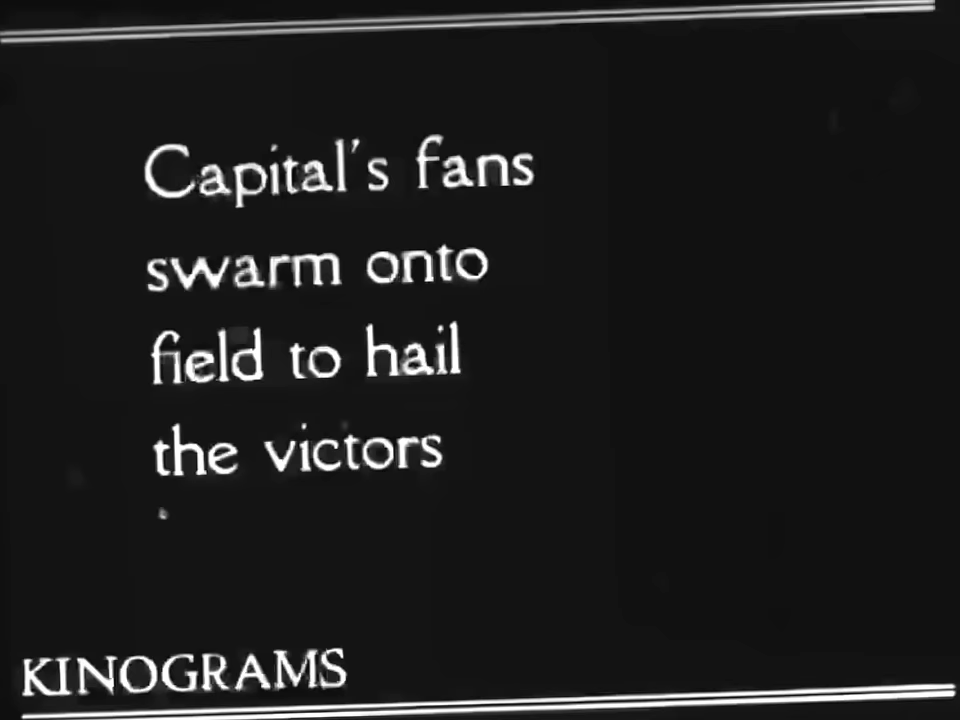 Capital's fans
swarm onto
field to hail
the victors
KINOGRAMS